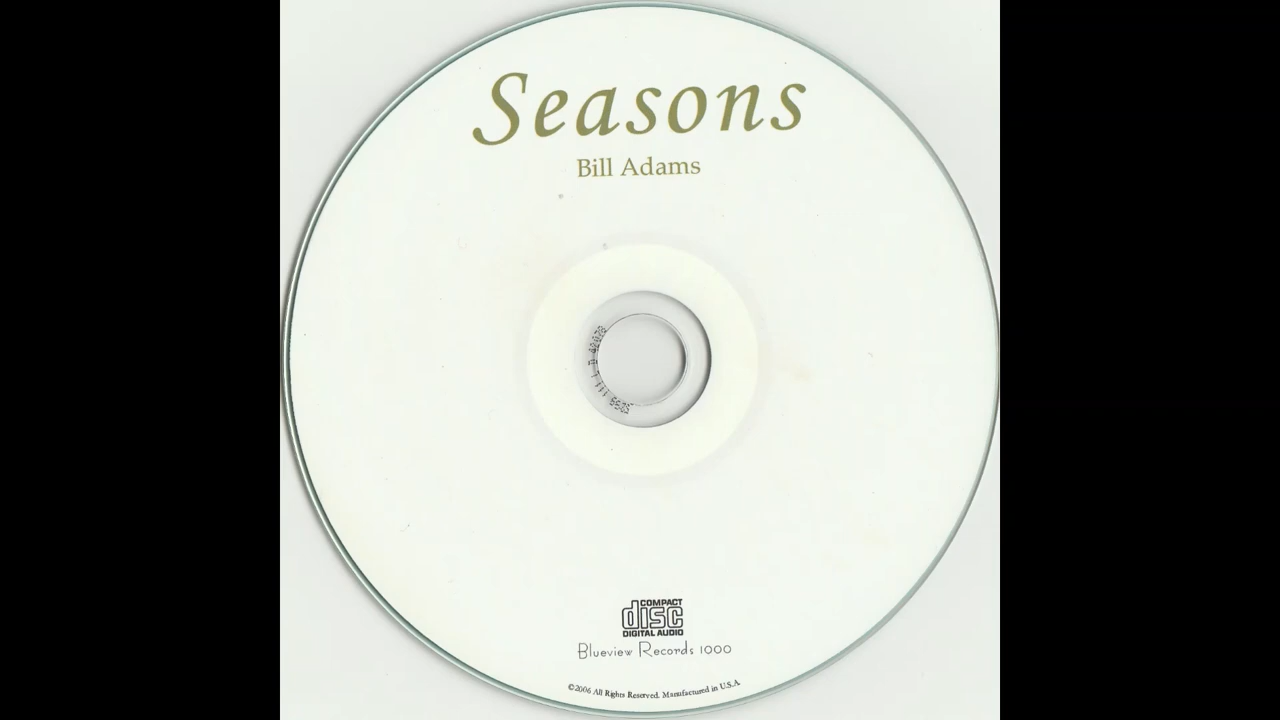 Seasons
Bill Adams
COMPACT
disc
DIGITAL AUDIO
Blueview Records 1000
©2006 All Rights Reserved. Manufactured in U.S.A.